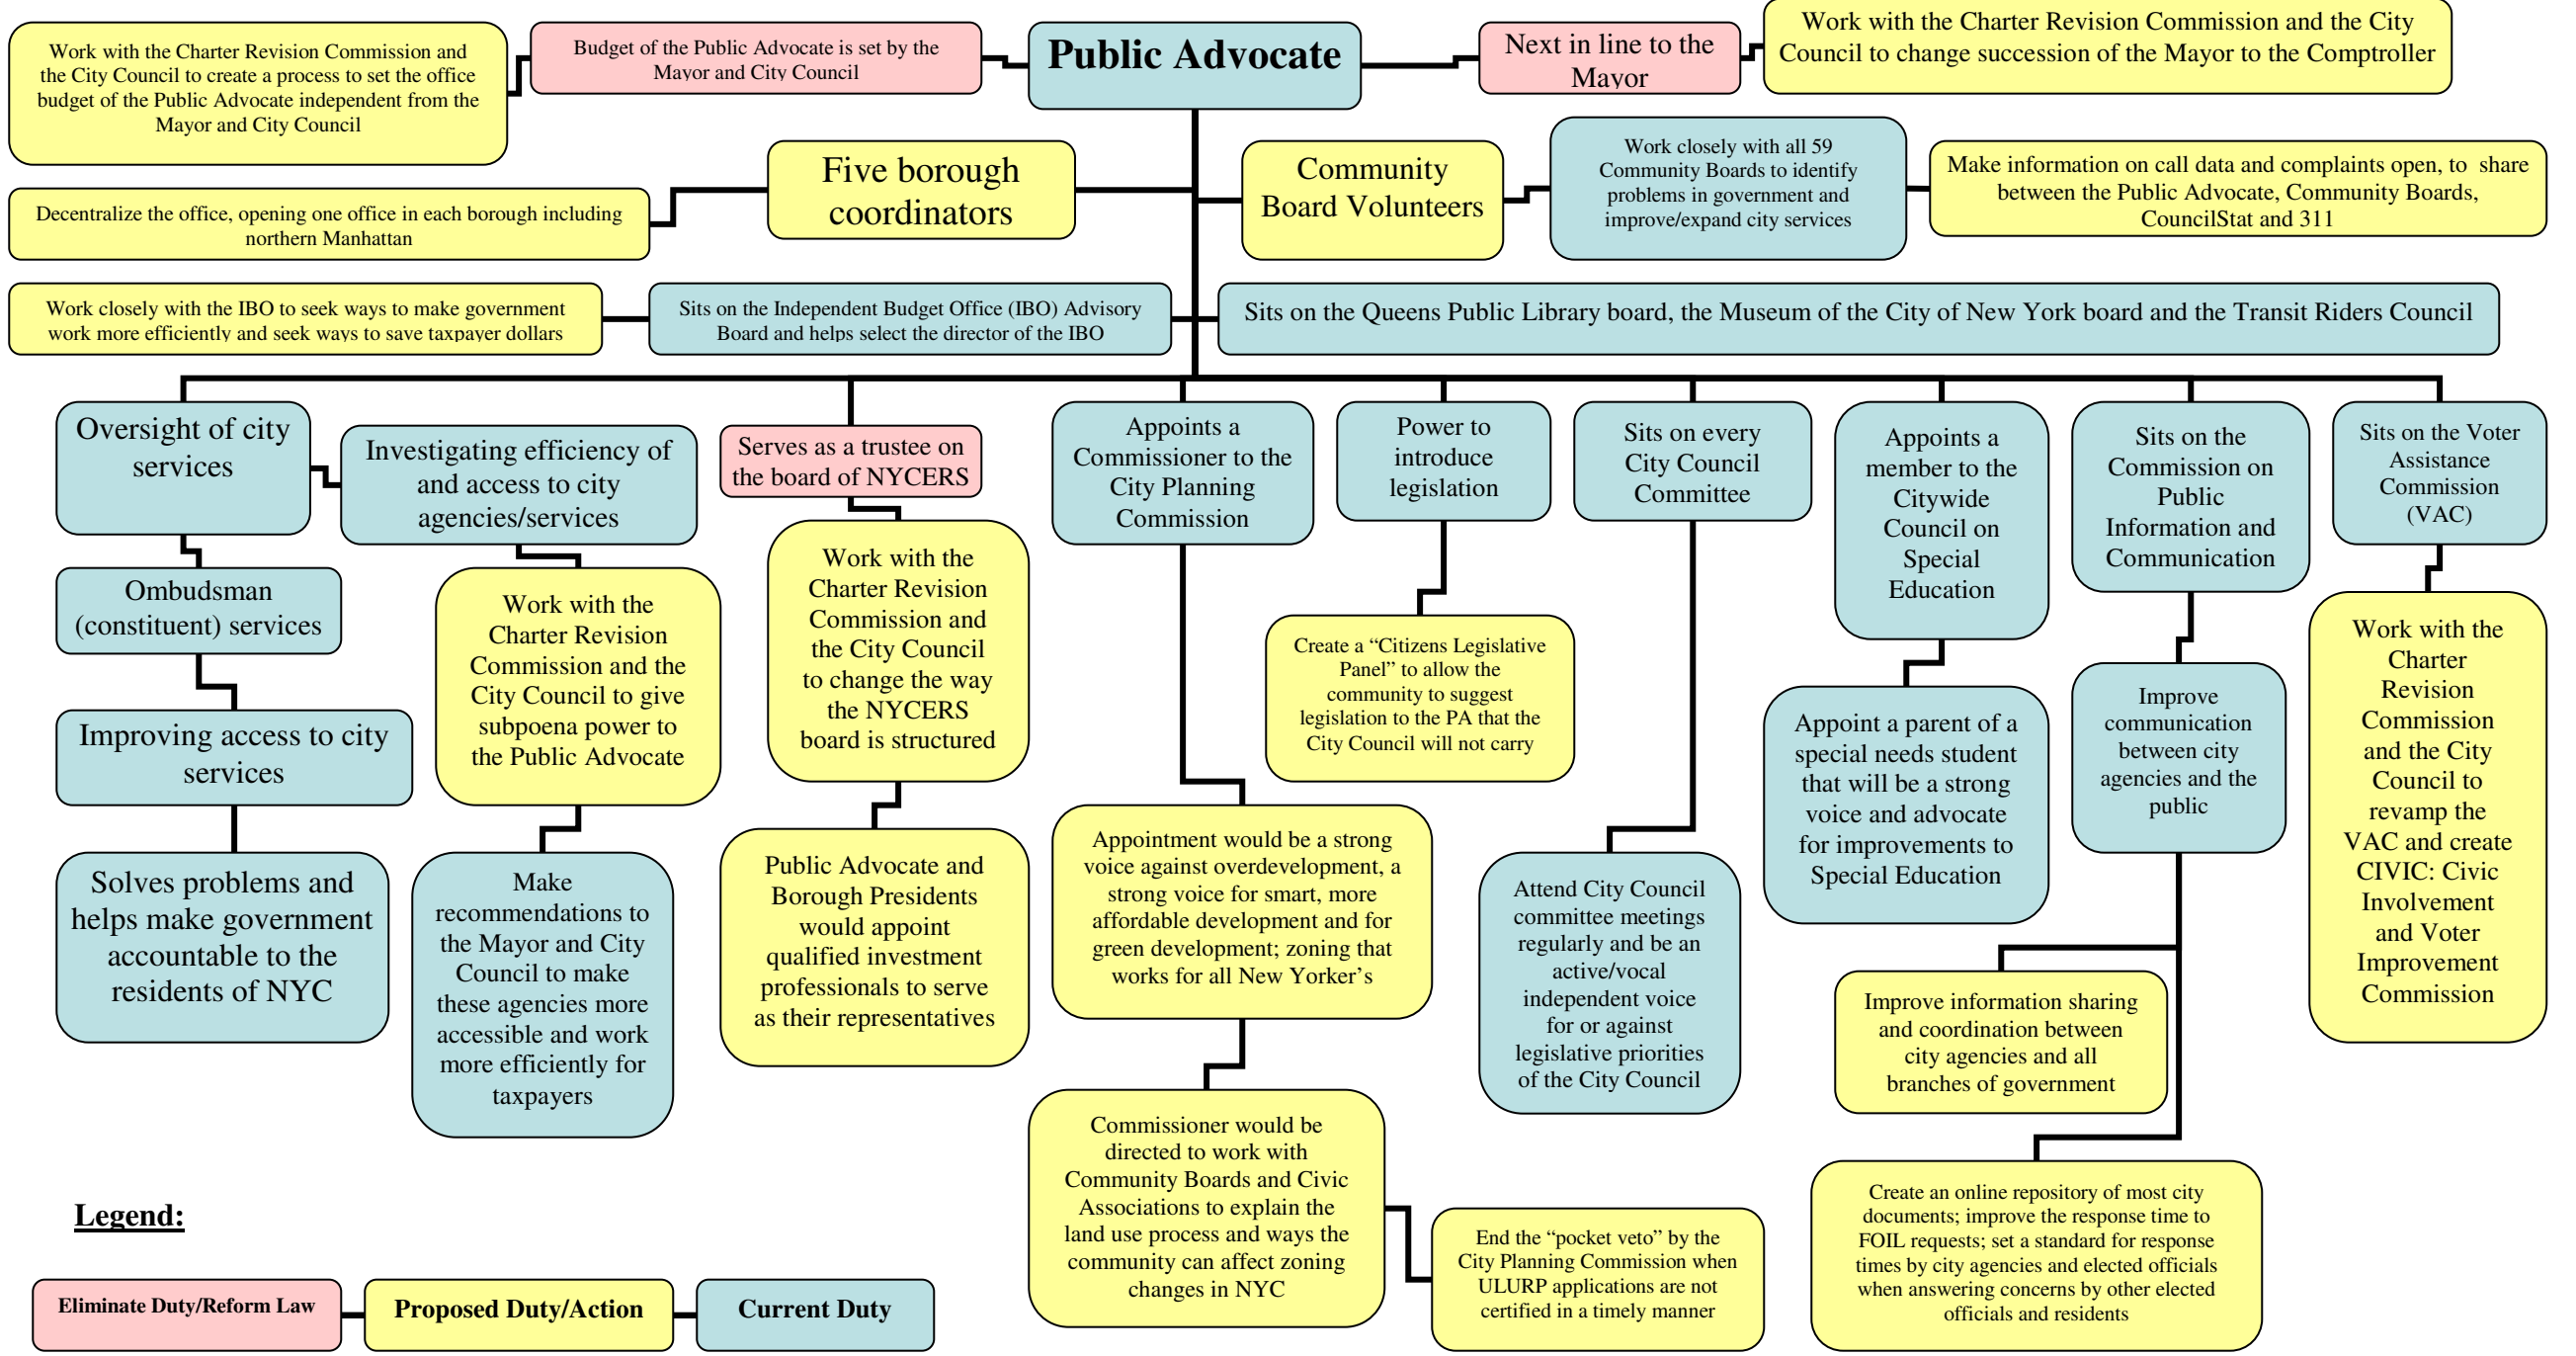 Work with the Charter Revision Commission and
the City Council to create a process to set the office
budget of the Public Advocate independent from the
Mayor and City Council
Budget of the Public Advocate is set by the
Mayor and City Council
Public Advocate
Next in line to the
Mayor
Work with the Charter Revision Commission and the City
Council to change succession of the Mayor to the Comptroller
Decentralize the office, opening one office in each borough including
northern Manhattan
Five borough
coordinators
Community
Board Volunteers
Work closely with all 59
Community Boards to identify
problems in government and
improve/expand city services
Make information on call data and complaints open, to share
between the Public Advocate, Community Boards,
CouncilStat and 311
Work closely with the IBO to seek ways to make government
work more efficiently and seek ways to save taxpayer dollars
Sits on the Independent Budget Office (IBO) Advisory
Board and helps select the director of the IBO
Sits on the Queens Public Library board, the Museum of the City of New York board and the Transit Riders Council
Oversight of city
services
Ombudsman
(constituent) services
Improving access to city
services
Solves problems and
helps make government
accountable to the
residents of NYC
Investigating efficiency of
and access to city
agencies/services
Work with the
Charter Revision
Commission and the
City Council to give
subpoena power to
the Public Advocate
Make
recommendations to
the Mayor and City
Council to make
these agencies more
accessible and work
more efficiently for
taxpayers
Serves as a trustee on
the board of NYCERS
Work with the
Charter Revision
Commission and
the City Council
to change the way
the NYCERS
board is structured
Public Advocate and
Borough Presidents
would appoint
qualified investment
professionals to serve
as their representatives
Appoints a
Commissioner to the
City Planning
Commission
Appointment would be a strong
voice against overdevelopment, a
strong voice for smart, more
affordable development and for
green development; zoning that
works for all New Yorker’s
Commissioner would be
directed to work with
Community Boards and Civic
Associations to explain the
land use process and ways the
community can affect zoning
changes in NYC
End the “pocket veto” by the
City Planning Commission when
ULURP applications are not
certified in a timely manner
Power to
introduce
legislation
Create a “Citizens Legislative
Panel” to allow the
community to suggest
legislation to the PA that the
City Council will not carry
Sits on every
City Council
Committee
Attend City Council
committee meetings
regularly and be an
active/vocal
independent voice
for or against
legislative priorities
of the City Council
Appoints a
member to the
Citywide
Council on
Special
Education
Appoint a parent of a
special needs student
that will be a strong
voice and advocate
for improvements to
Special Education
Sits on the
Commission on
Public
Information and
Communication
Improve
communication
between city
agencies and the
public
Improve information sharing
and coordination between
city agencies and all
branches of government
Create an online repository of most city
documents; improve the response time to
FOIL requests; set a standard for response
times by city agencies and elected officials
when answering concerns by other elected
officials and residents
Sits on the Voter
Assistance
Commission
(VAC)
Work with the
Charter
Revision
Commission
and the City
Council to
revamp the
VAC and create
CIVIC: Civic
Involvement
and Voter
Improvement
Commission
Legend:
Eliminate Duty/Reform Law
Proposed Duty/Action
Current Duty